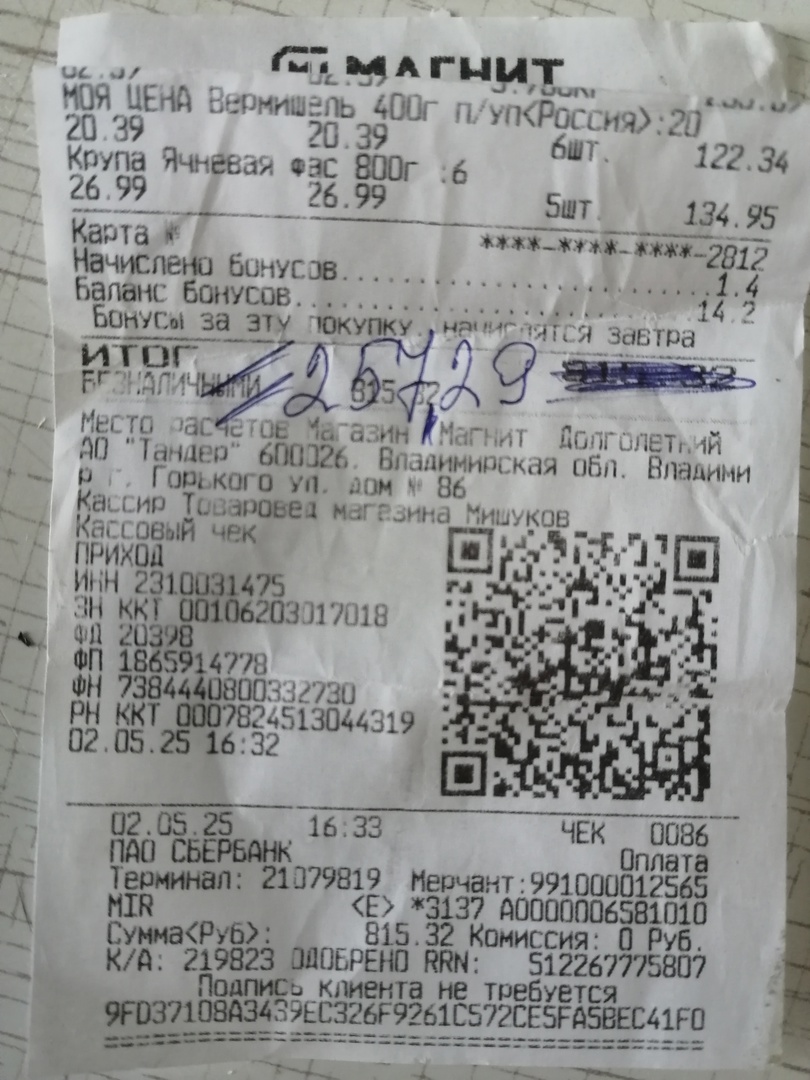 МАГНИТ
МОЯ ЦЕНА Вермишель 400г п/уп<Россия>:20
20.39 20.39 6шт. 122.34
Крупа Ячневая Фас 800г :6
26.99 26.99 5шт. 134.95
Карта № ****-****-****-2812
Начислено бонусов..................1.4
Баланс бонусов....................14.2
Бонусы за эту покупку начислятся завтра
ИТОГ 257,29
БЕЗНАЛИЧНЫМИ 815.32
Место расчетов Магазин Магнит Долголетний
АО "Тандер" 600026. Владимирская обл. Владими
р г. Горького ул. дом № 86
Кассир Товаровед магазина Мишуков
Кассовый чек
ПРИХОД
ИНН 2310031475
ЗН ККТ 00106203017018
ФД 20398
ФП 1865914778
ФН 7384440800332730
РН ККТ 0007824513044319
02.05.25 16:32
02.05.25 16:33 ЧЕК 0086
ПАО СБЕРБАНК Оплата
Терминал: 21079819 Мерчант:991000012565
MIR <E> *3137 A0000006581010
Сумма<Руб>: 815.32 Комиссия: 0 Руб.
К/А: 219823 ОДОБРЕНО RRN: 512267775807
Подпись клиента не требуется
9FD37108A3439EC326F9261C572CE5FA5BEC41F0